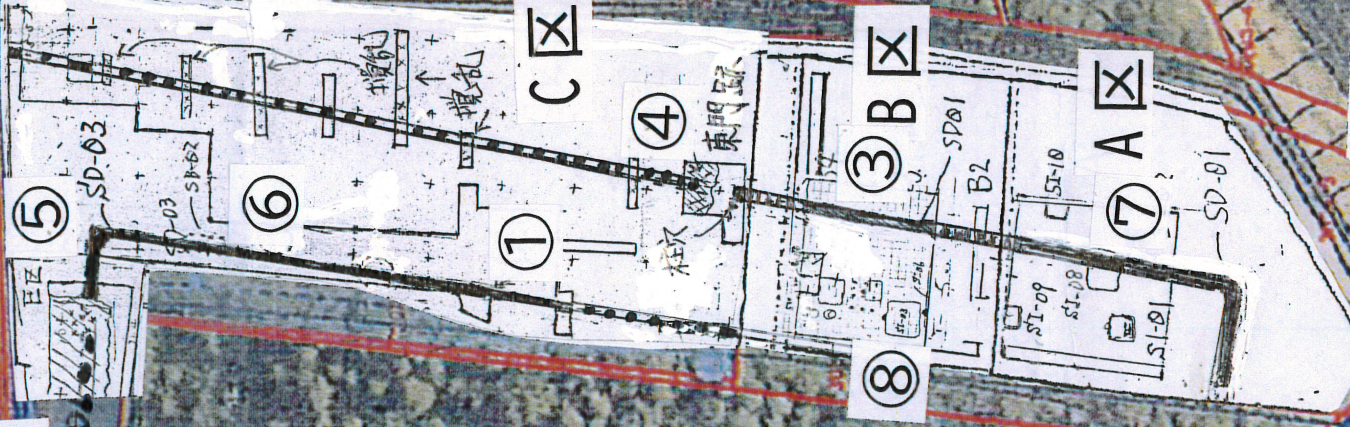 ⑤
SD-03
SB-02
⑥
攪乱
攪乱
C区
①
④
東門跡
柱穴
③
B区
SD01
B2
⑧
A区
SI-10
⑦
SD-01
SI-09
SI-08
SI-01